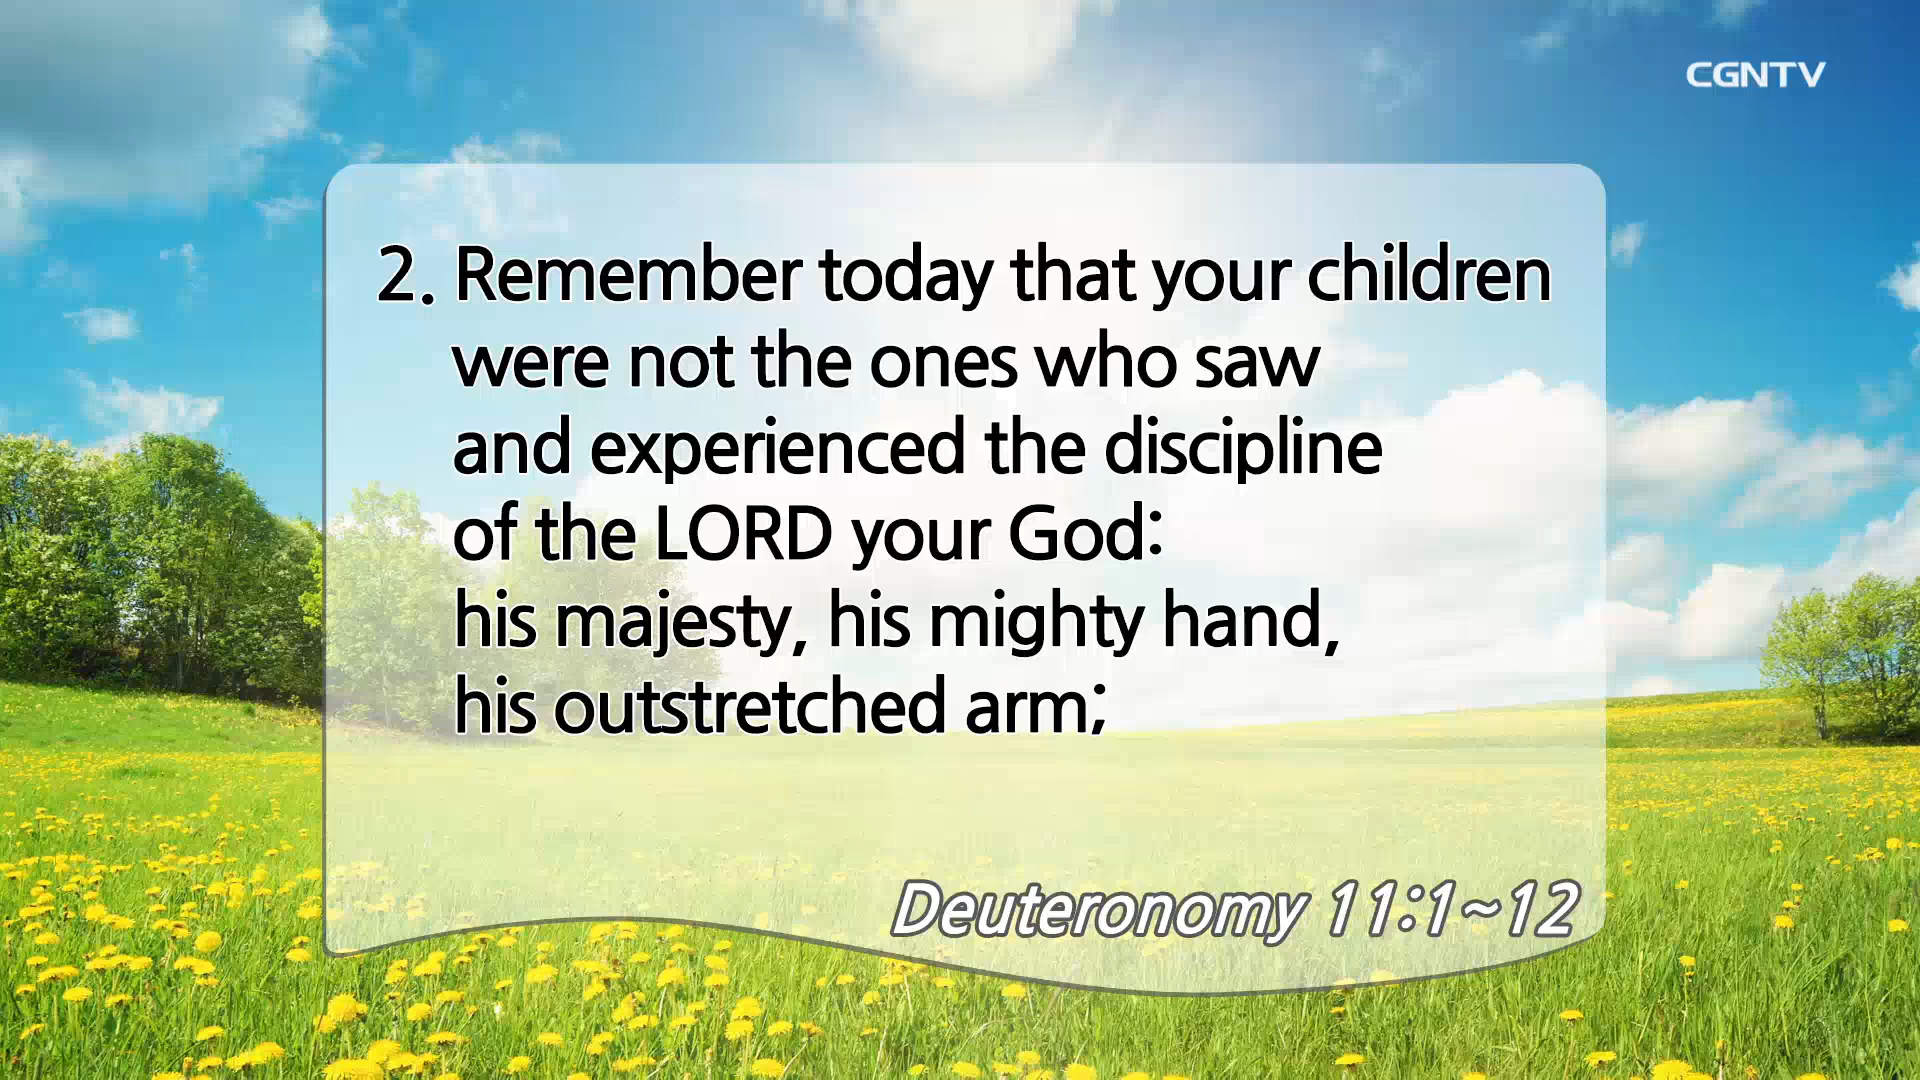 CGNTV
2. Remember today that your children
were not the ones who saw
and experienced the discipline
of the LORD your God:
his majesty, his mighty hand,
his outstretched arm;
Deuteronomy 11:1~12